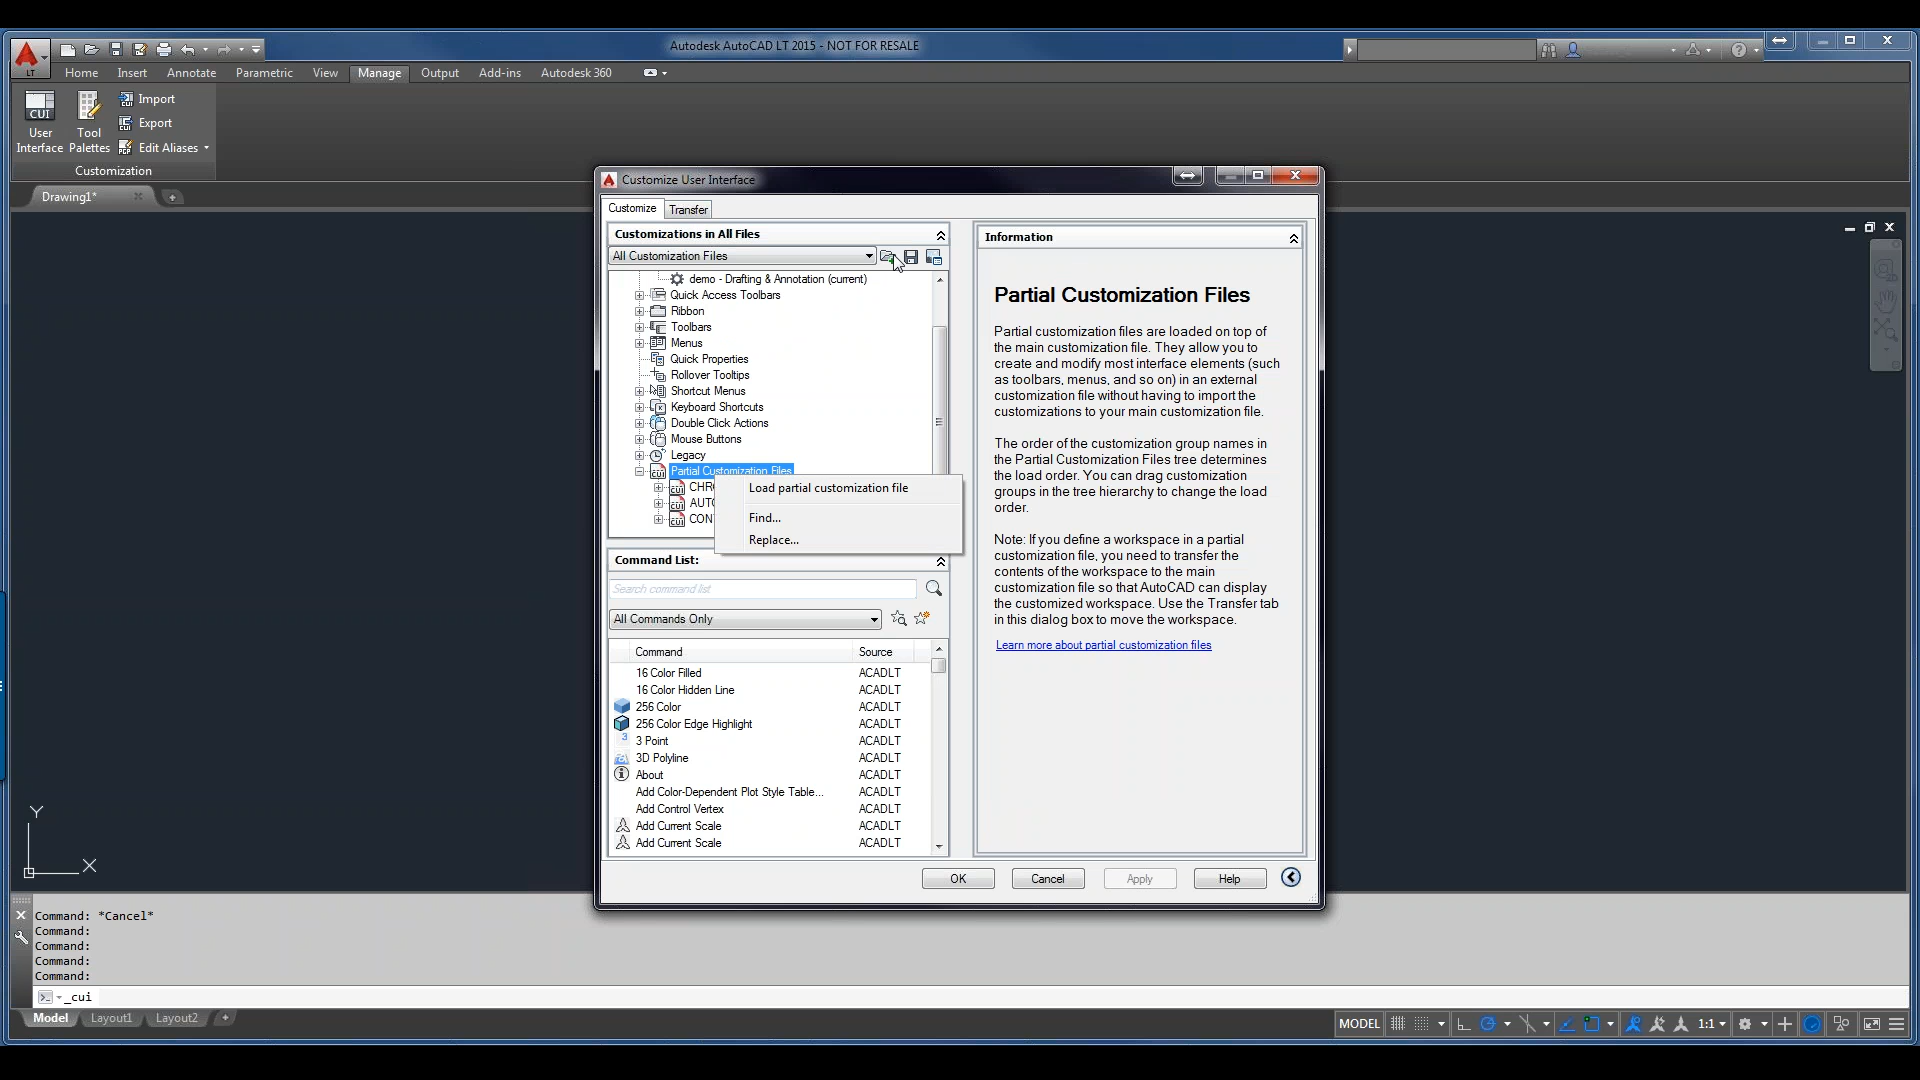 Autodesk AutoCAD LT 2015 - NOT FOR RESALE
LT
Home Insert Annotate Parametric View Manage Output Add-ins Autodesk 360
CUI
User Interface
Tool Palettes
Import
Export
Edit Aliases
Customization
Drawing1*
Customize User Interface
Customize Transfer
Customizations in All Files
All Customization Files
demo - Drafting & Annotation (current)
Quick Access Toolbars
Ribbon
Toolbars
Menus
Quick Properties
Rollover Tooltips
Shortcut Menus
Keyboard Shortcuts
Double Click Actions
Mouse Buttons
Legacy
Partial Customization Files
Load partial customization file
Find...
Replace...
Command List:
Search command list
All Commands Only
Command Source
16 Color Filled ACADLT
16 Color Hidden Line ACADLT
256 Color ACADLT
256 Color Edge Highlight ACADLT
3 Point ACADLT
3D Polyline ACADLT
About ACADLT
Add Color-Dependent Plot Style Table... ACADLT
Add Control Vertex ACADLT
Add Current Scale ACADLT
Add Current Scale ACADLT
Information
Partial Customization Files
Partial customization files are loaded on top of
the main customization file. They allow you to
create and modify most interface elements (such
as toolbars, menus, and so on) in an external
customization file without having to import the
customizations to your main customization file.
The order of the customization group names in
the Partial Customization Files tree determines
the load order. You can drag customization
groups in the tree hierarchy to change the load
order.
Note: If you define a workspace in a partial
customization file, you need to transfer the
contents of the workspace to the main
customization file so that AutoCAD can display
the customized workspace. Use the Transfer tab
in this dialog box to move the workspace.
Learn more about partial customization files
OK Cancel Apply Help
Y
X
Command: *Cancel*
Command:
Command:
Command:
Command:
_cui
Model Layout1 Layout2
MODEL 1:1